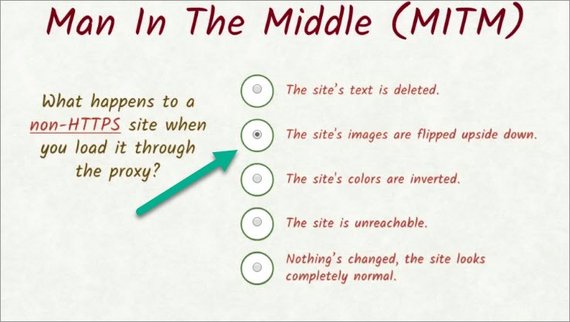 Man In The Middle (MITM)
What happens to a
non-HTTPS site when
you load it through
the proxy?
The site's text is deleted.
The site's images are flipped upside down.
The site's colors are inverted.
The site is unreachable.
Nothing's changed, the site looks
completely normal.